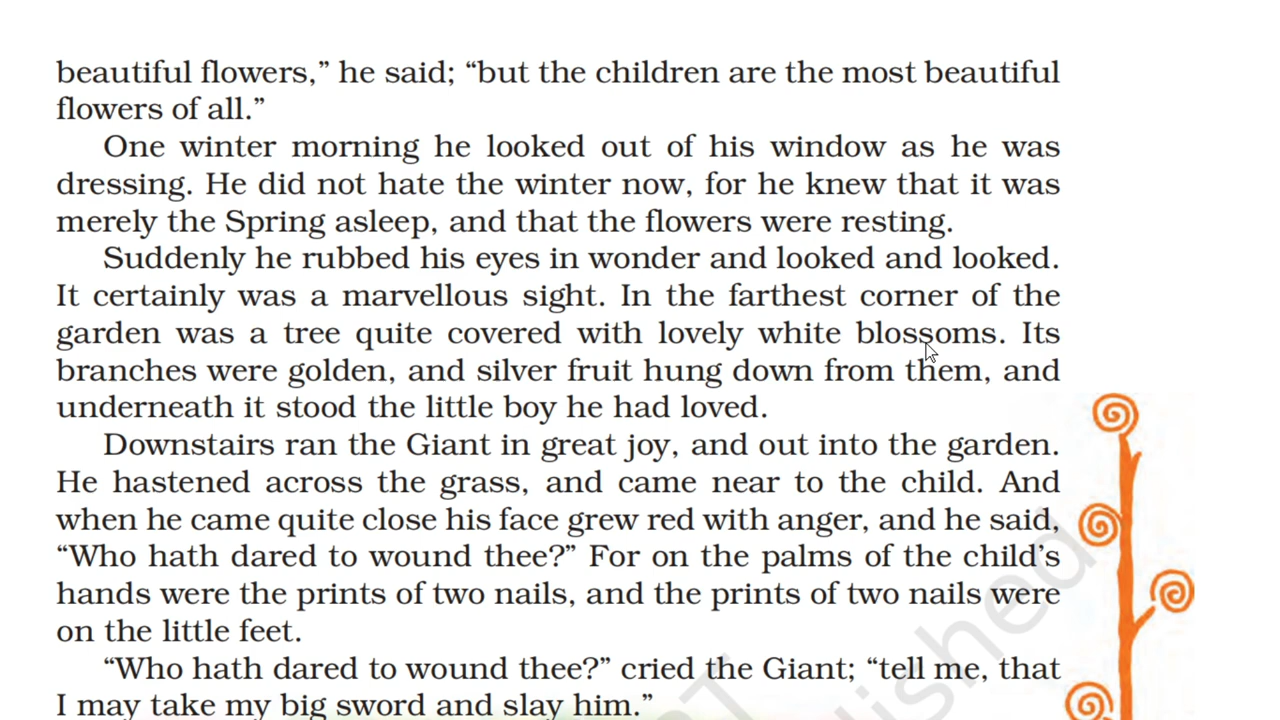 beautiful flowers,” he said; “but the children are the most beautiful
flowers of all.”
One winter morning he looked out of his window as he was
dressing. He did not hate the winter now, for he knew that it was
merely the Spring asleep, and that the flowers were resting.
Suddenly he rubbed his eyes in wonder and looked and looked.
It certainly was a marvellous sight. In the farthest corner of the
garden was a tree quite covered with lovely white blossoms. Its
branches were golden, and silver fruit hung down from them, and
underneath it stood the little boy he had loved.
Downstairs ran the Giant in great joy, and out into the garden.
He hastened across the grass, and came near to the child. And
when he came quite close his face grew red with anger, and he said,
“Who hath dared to wound thee?” For on the palms of the child’s
hands were the prints of two nails, and the prints of two nails were
on the little feet.
“Who hath dared to wound thee?” cried the Giant; “tell me, that
I may take my big sword and slay him.”